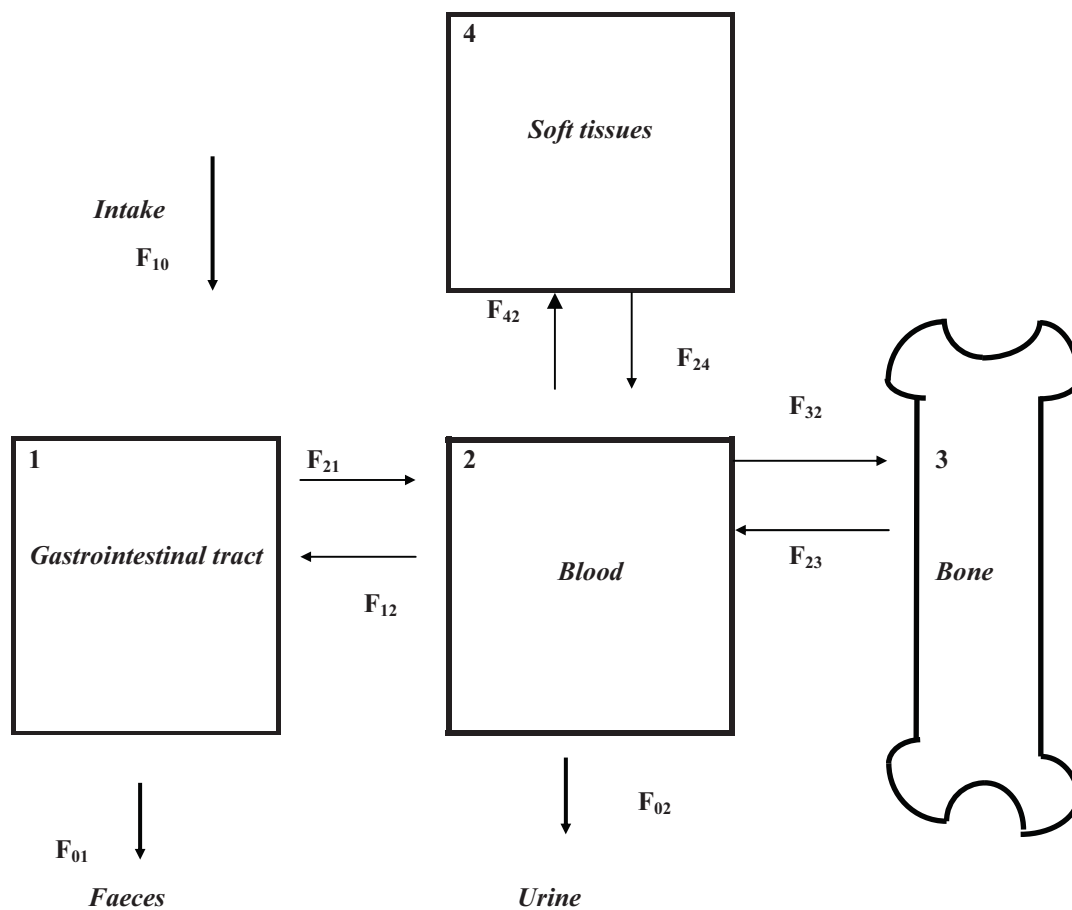 4
Soft tissues
Intake
F₁₀
F₄₂
F₂₄
F₃₂
1
F₂₁
2
3
Gastrointestinal tract
Blood
F₂₃
Bone
F₁₂
F₀₂
F₀₁
Faeces
Urine